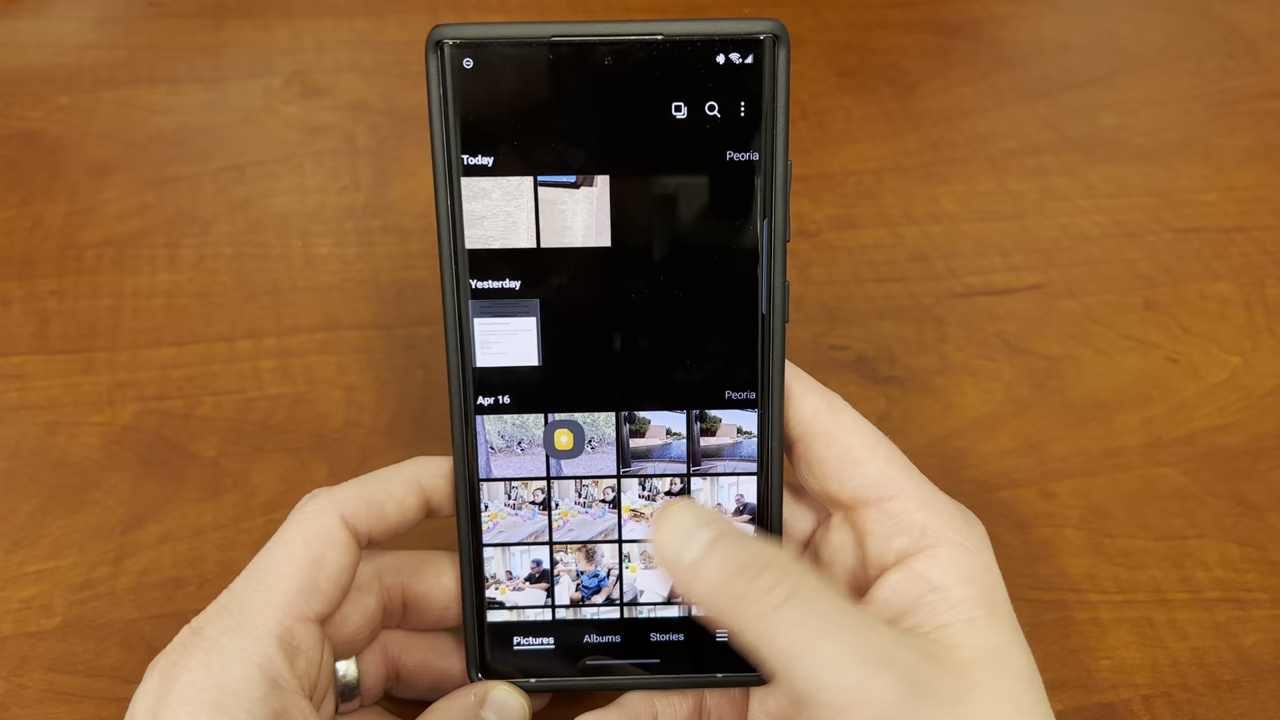 Today
Peoria
Yesterday
Apr 16
Peoria
Pictures
Albums
Stories